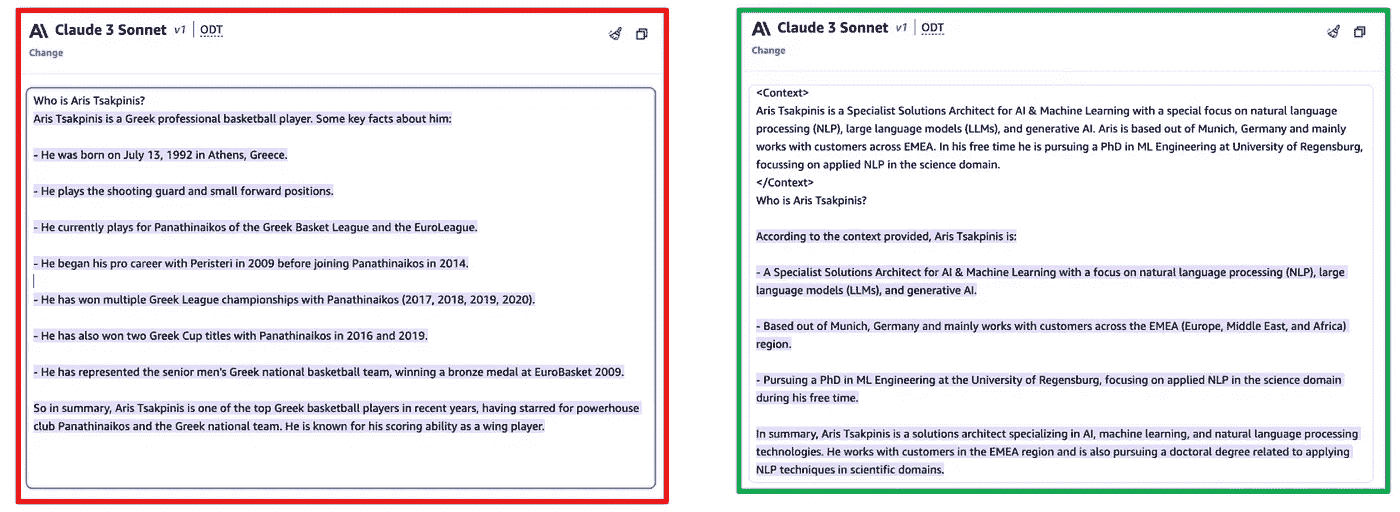 Claude 3 Sonnet v1 | ODT
Change
Who is Aris Tsakpinis?
Aris Tsakpinis is a Greek professional basketball player. Some key facts about him:
- He was born on July 13, 1992 in Athens, Greece.
- He plays the shooting guard and small forward positions.
- He currently plays for Panathinaikos of the Greek Basket League and the EuroLeague.
- He began his pro career with Peristeri in 2009 before joining Panathinaikos in 2014.
- He has won multiple Greek League championships with Panathinaikos (2017, 2018, 2019, 2020).
- He has also won two Greek Cup titles with Panathinaikos in 2016 and 2019.
- He has represented the senior men's Greek national basketball team, winning a bronze medal at EuroBasket 2009.
So in summary, Aris Tsakpinis is one of the top Greek basketball players in recent years, having starred for powerhouse
club Panathinaikos and the Greek national team. He is known for his scoring ability as a wing player.
Claude 3 Sonnet v1 | ODT
Change
<Context>
Aris Tsakpinis is a Specialist Solutions Architect for AI & Machine Learning with a special focus on natural language
processing (NLP), large language models (LLMs), and generative AI. Aris is based out of Munich, Germany and mainly
works with customers across EMEA. In his free time he is pursuing a PhD in ML Engineering at University of Regensburg,
focussing on applied NLP in the science domain.
</Context>
Who is Aris Tsakpinis?
According to the context provided, Aris Tsakpinis is:
- A Specialist Solutions Architect for AI & Machine Learning with a focus on natural language processing (NLP), large
language models (LLMs), and generative AI.
- Based out of Munich, Germany and mainly works with customers across the EMEA (Europe, Middle East, and Africa)
region.
- Pursuing a PhD in ML Engineering at the University of Regensburg, focusing on applied NLP in the science domain
during his free time.
In summary, Aris Tsakpinis is a solutions architect specializing in AI, machine learning, and natural language processing
technologies. He works with customers in the EMEA region and is also pursuing a doctoral degree related to applying
NLP techniques in scientific domains.